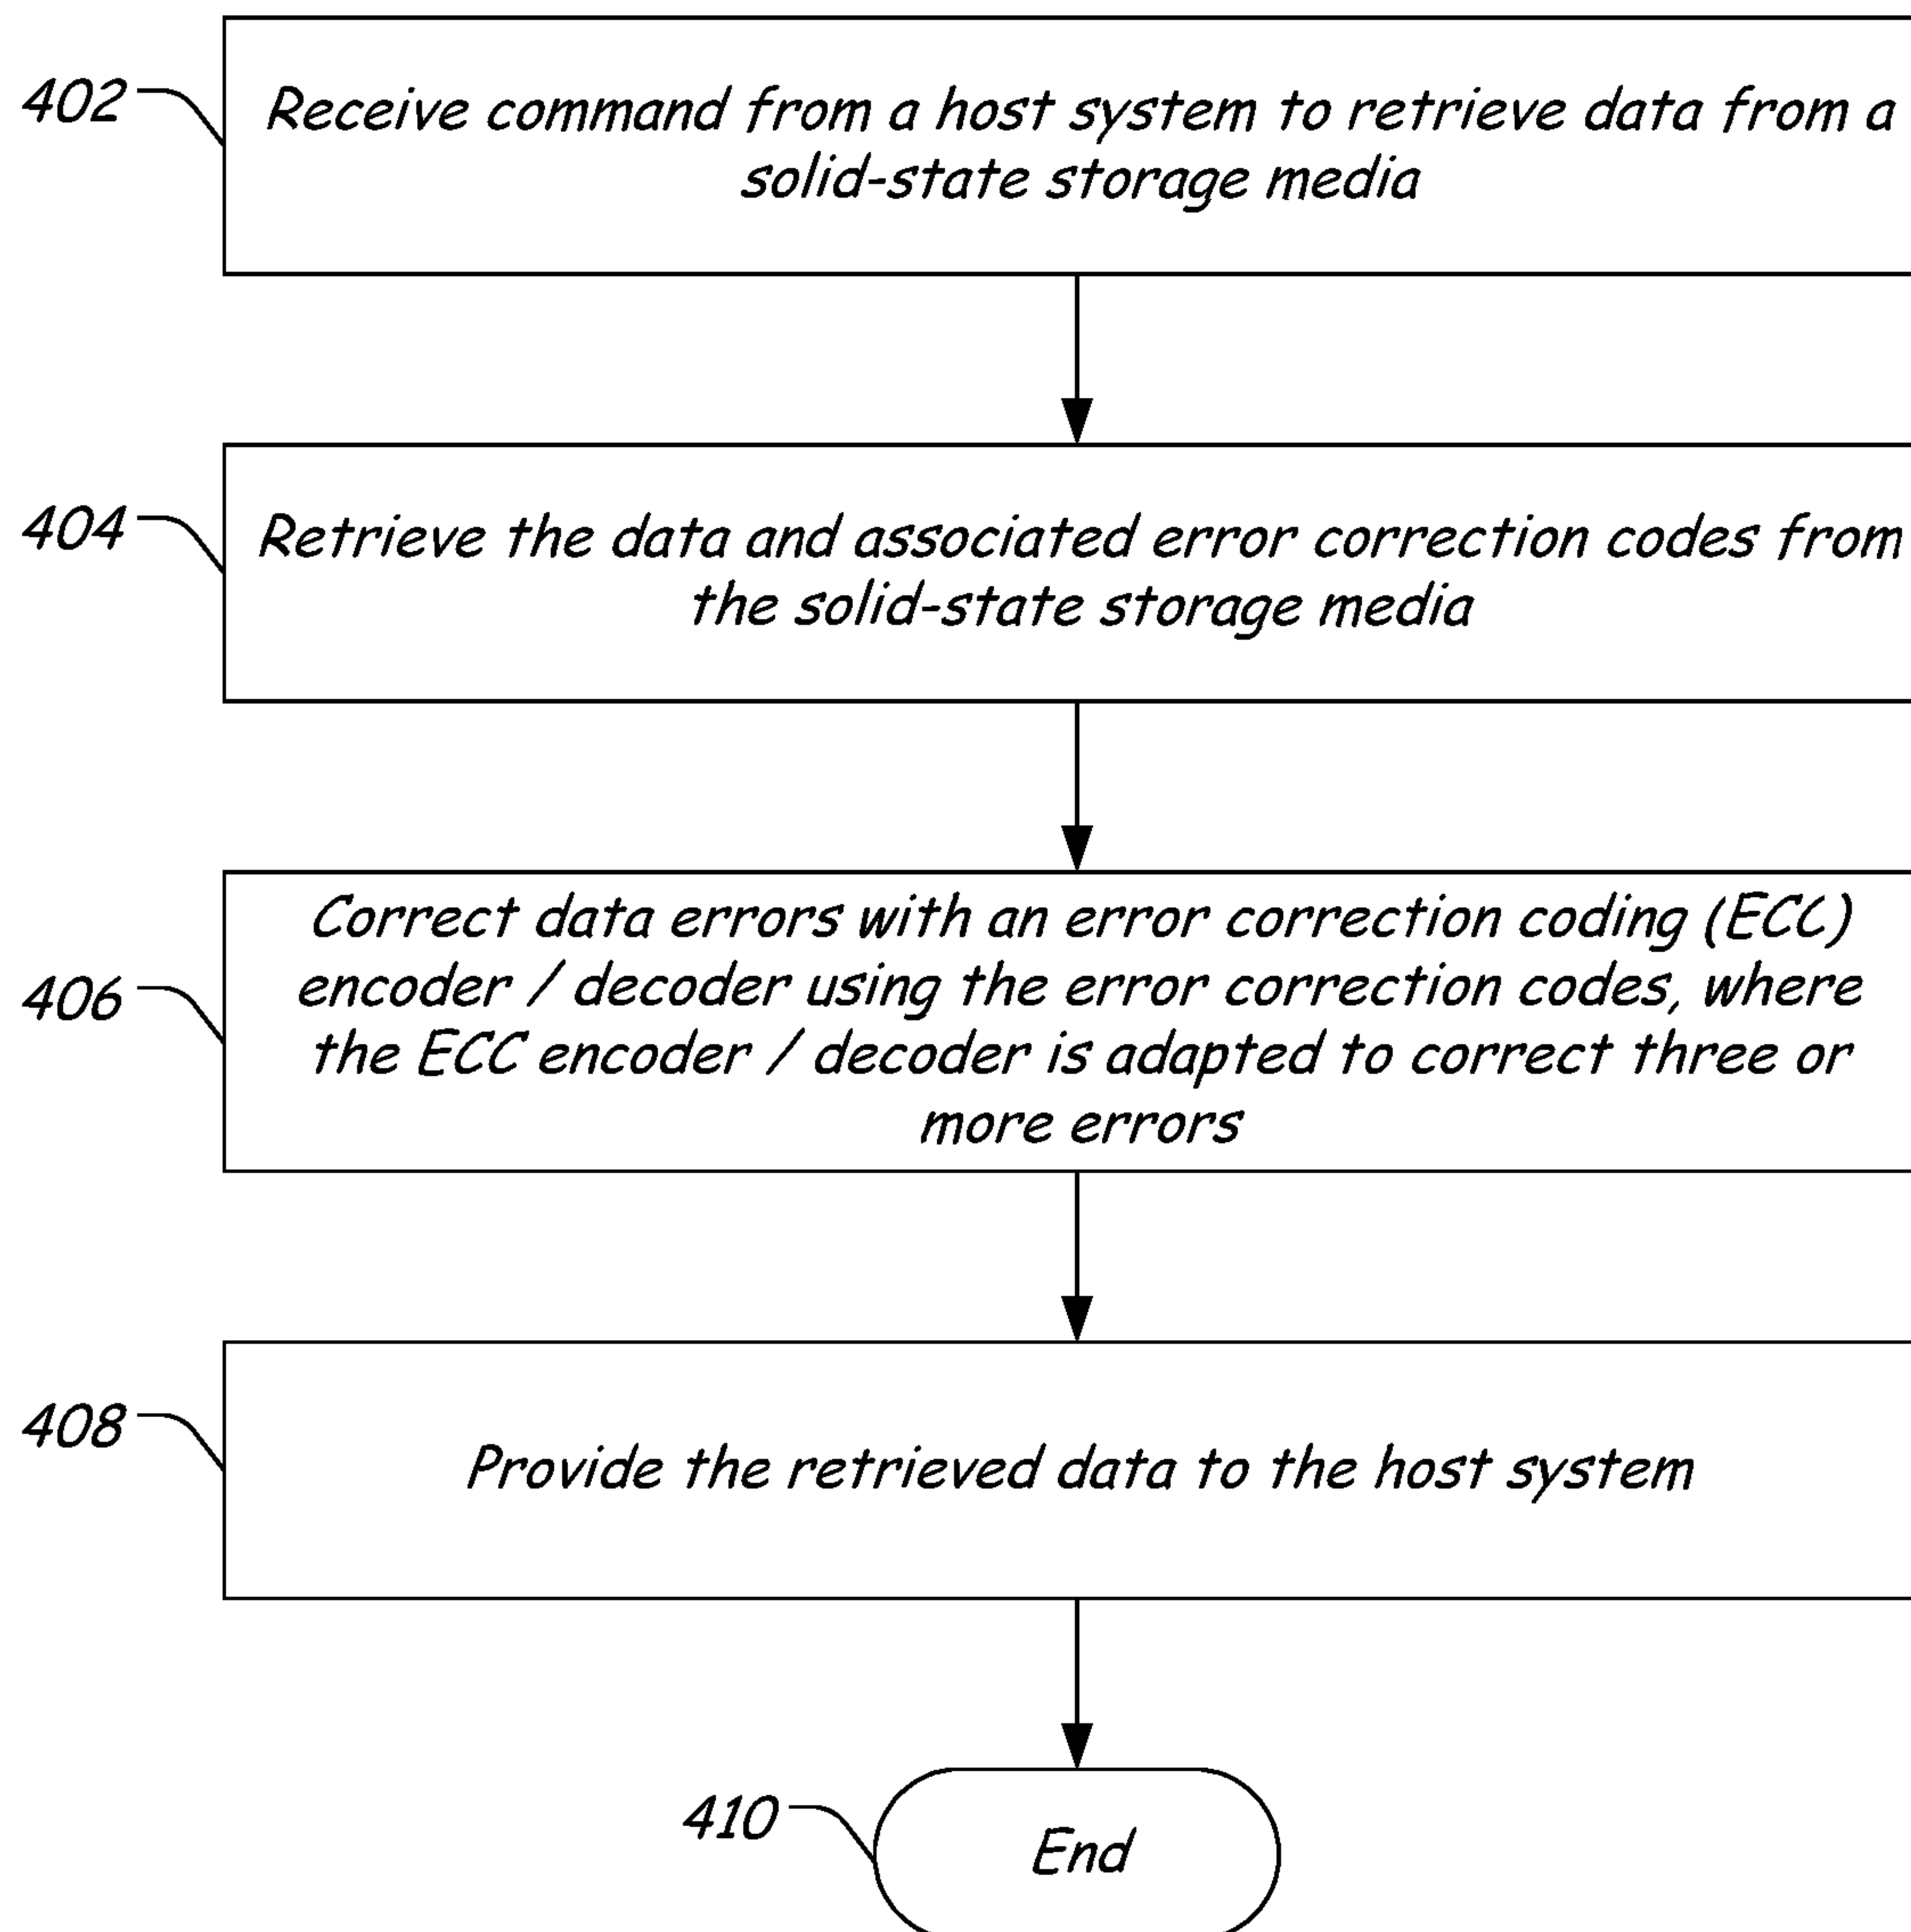 402
Receive command from a host system to retrieve data from a
solid-state storage media
404
Retrieve the data and associated error correction codes from
the solid-state storage media
406
Correct data errors with an error correction coding (ECC)
encoder / decoder using the error correction codes, where
the ECC encoder / decoder is adapted to correct three or
more errors
408
Provide the retrieved data to the host system
410
End